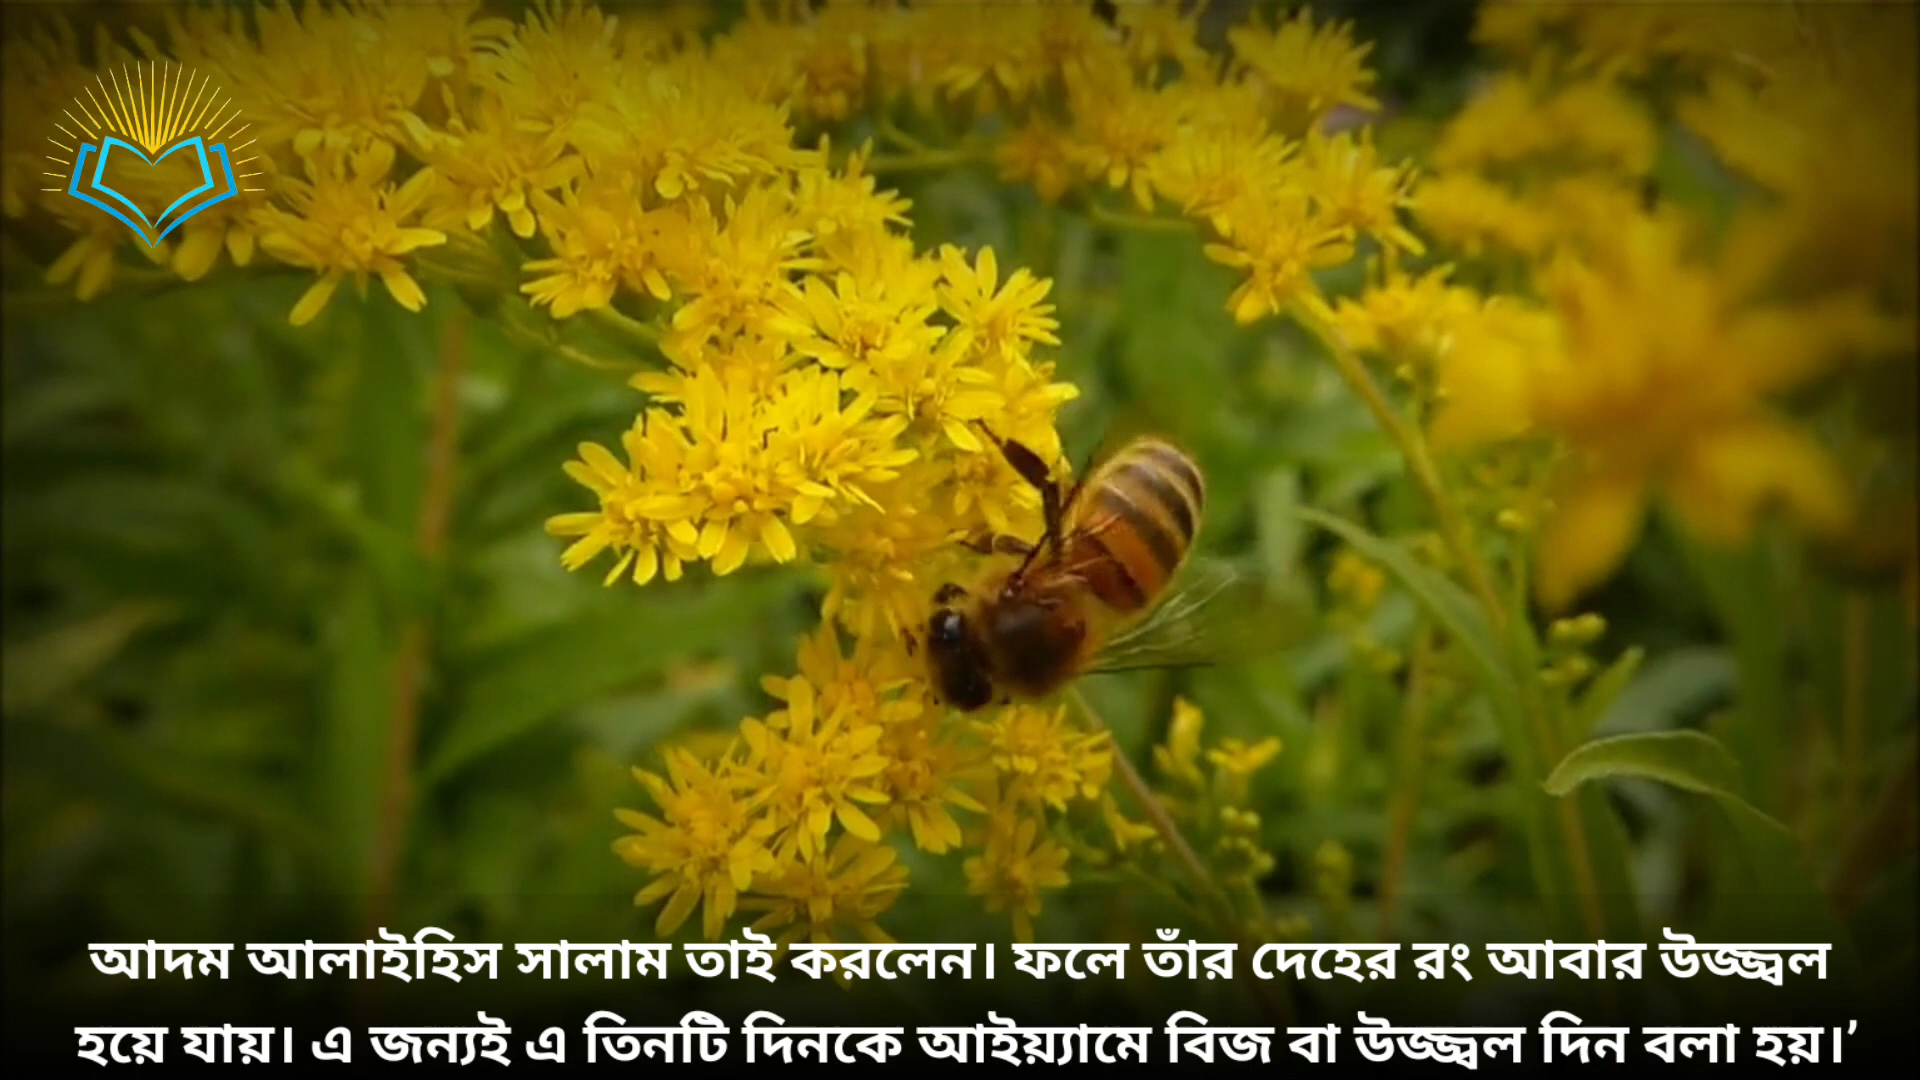 আদম আলাইহিস সালাম তাই করলেন। ফলে তাঁর দেহের রং আবার উজ্জ্বল
হয়ে যায়। এ জন্যই এ তিনটি দিনকে আইয়্যামে বিজ বা উজ্জ্বল দিন বলা হয়।’